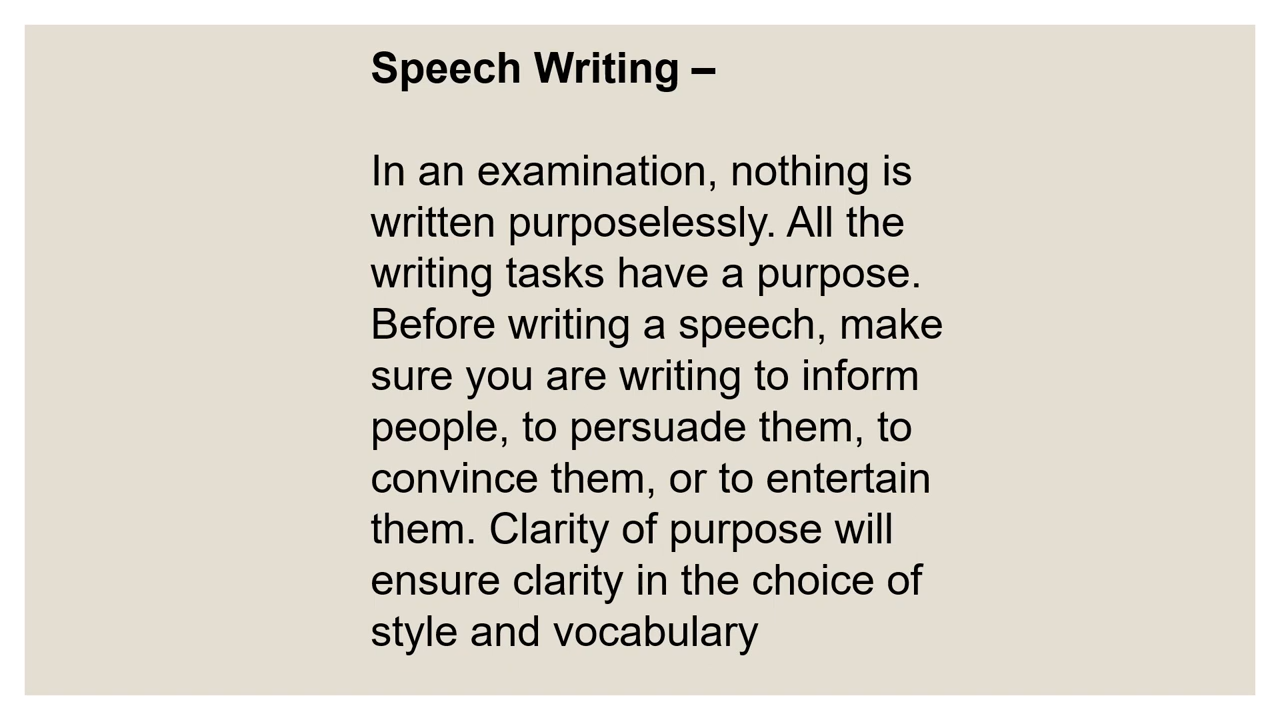 Speech Writing –
In an examination, nothing is
written purposelessly. All the
writing tasks have a purpose.
Before writing a speech, make
sure you are writing to inform
people, to persuade them, to
convince them, or to entertain
them. Clarity of purpose will
ensure clarity in the choice of
style and vocabulary